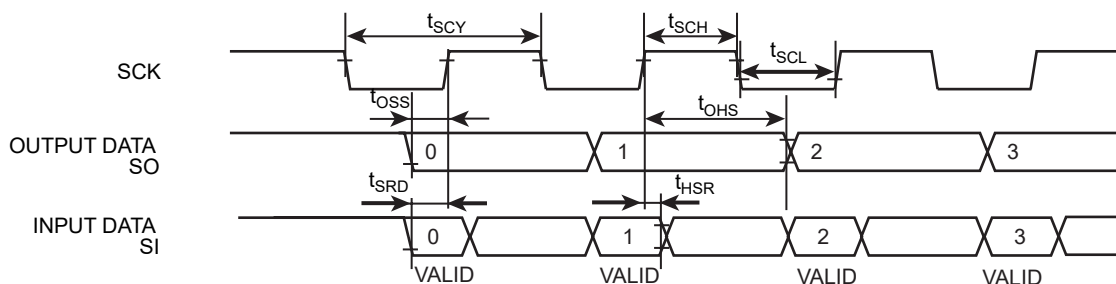 tSCY
tSCH
tSCL
SCK
tOSS
tOHS
OUTPUT DATA
SO
0 1 2 3
tSRD
tHSR
INPUT DATA
SI
0 1 2 3
VALID VALID VALID VALID